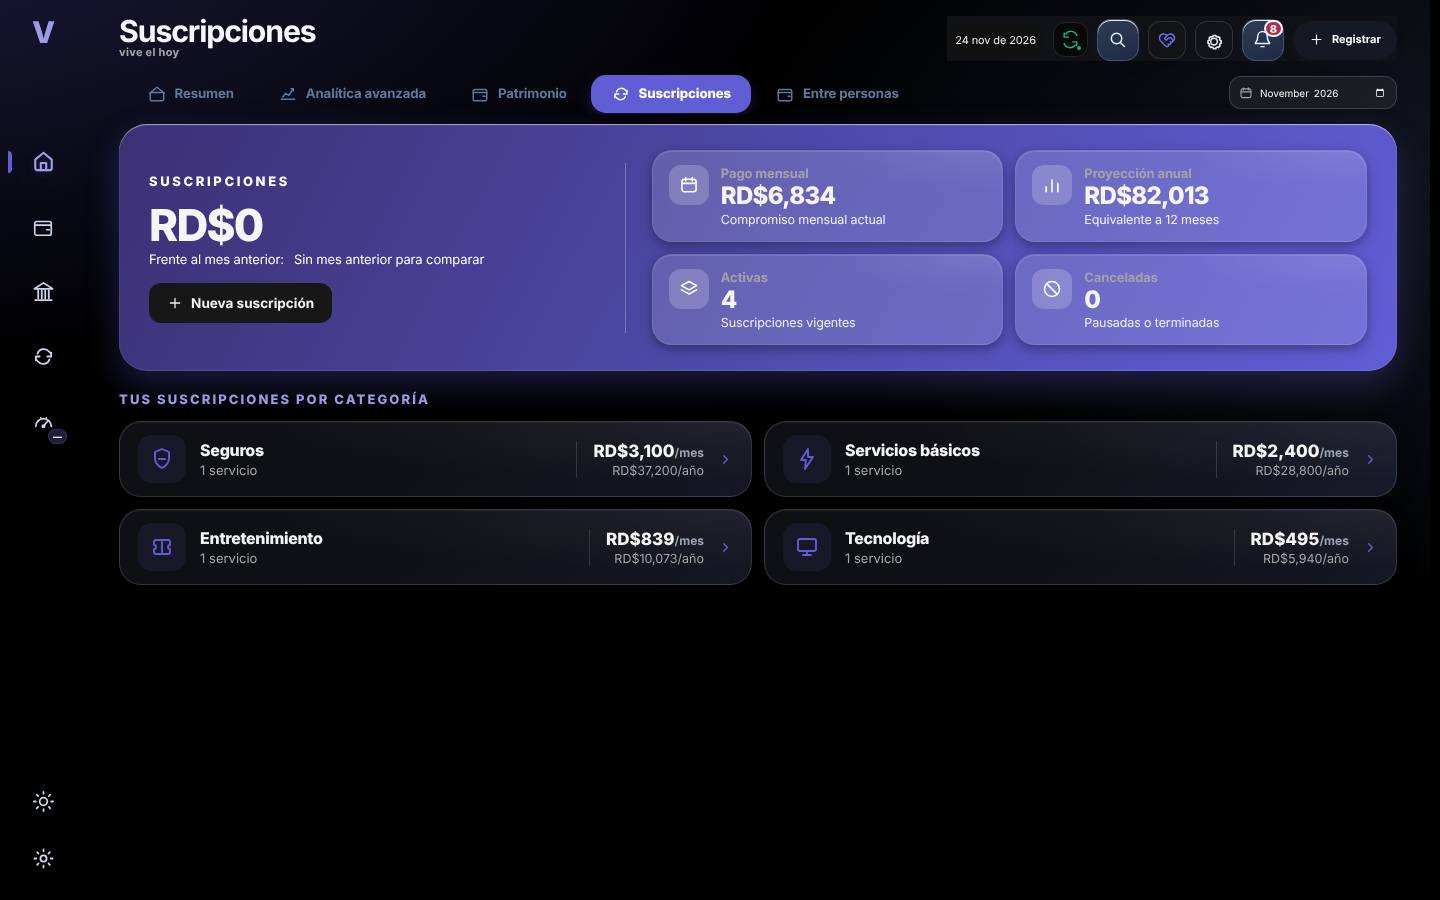 V
Suscripciones
vive el hoy
24 nov de 2026
8
Registrar
Resumen
Analítica avanzada
Patrimonio
Suscripciones
Entre personas
November 2026
SUSCRIPCIONES
RD$0
Frente al mes anterior: Sin mes anterior para comparar
Nueva suscripción
Pago mensual
RD$6,834
Compromiso mensual actual
Proyección anual
RD$82,013
Equivalente a 12 meses
Activas
4
Suscripciones vigentes
Canceladas
0
Pausadas o terminadas
TUS SUSCRIPCIONES POR CATEGORÍA
Seguros
1 servicio
RD$3,100/mes
RD$37,200/año
Servicios básicos
1 servicio
RD$2,400/mes
RD$28,800/año
Entretenimiento
1 servicio
RD$839/mes
RD$10,073/año
Tecnología
1 servicio
RD$495/mes
RD$5,940/año